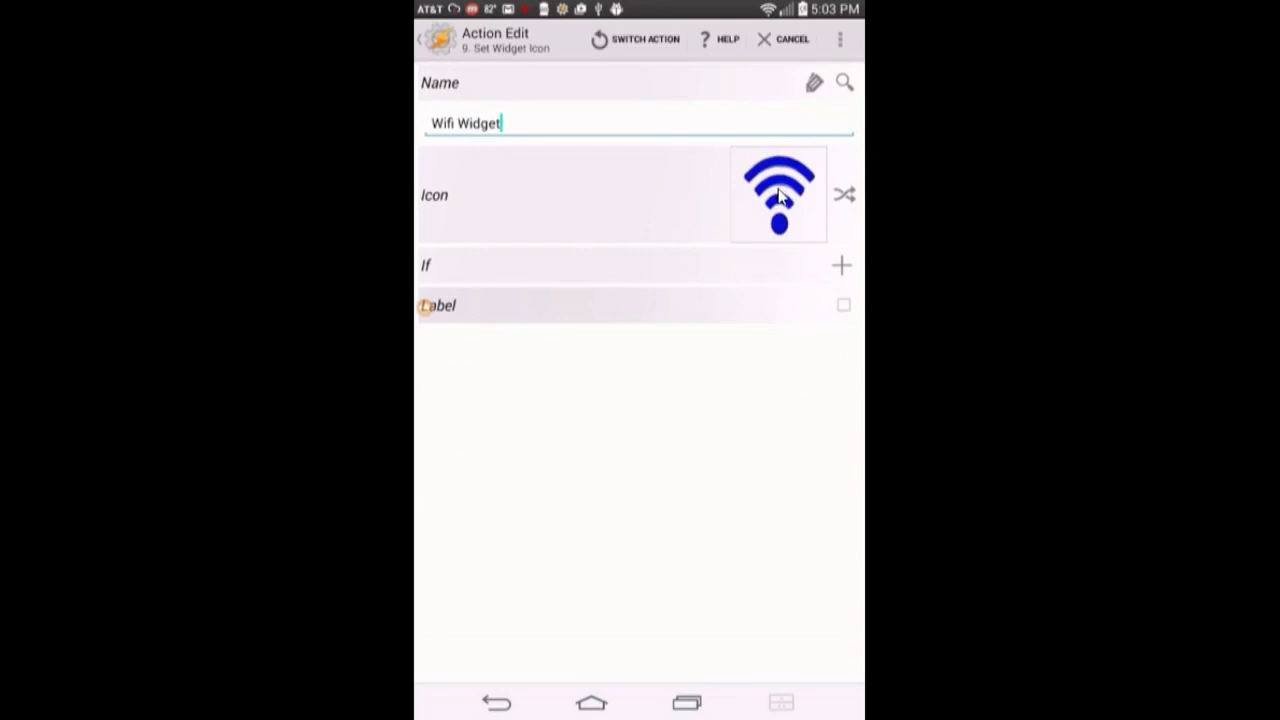 AT&T 82° 5:03 PM
Action Edit
9. Set Widget Icon
SWITCH ACTION
? HELP
CANCEL
Name
Wifi Widget
Icon
If
Label